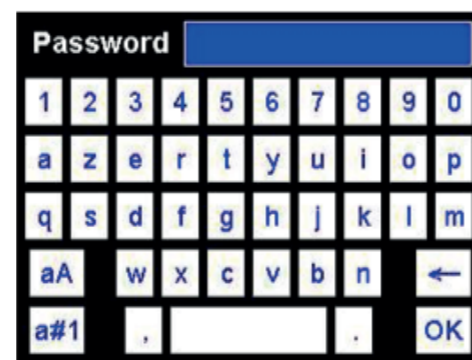 Password
1 2 3 4 5 6 7 8 9 0
a z e r t y u i o p
q s d f g h j k l m
aA w x c v b n ←
a#1 , . OK